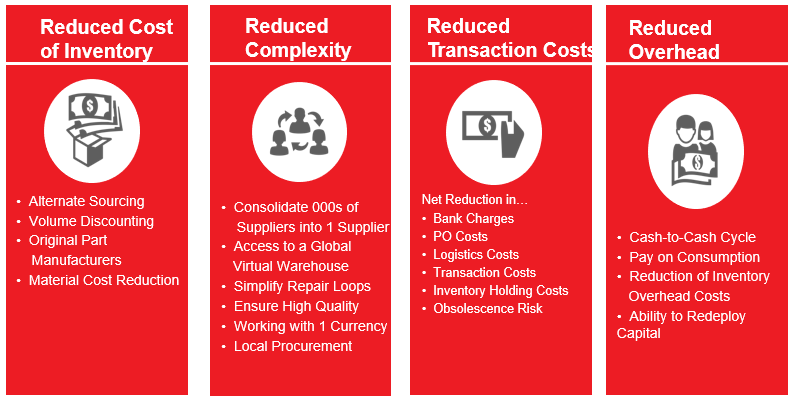 Reduced Cost
of Inventory
• Alternate Sourcing
• Volume Discounting
• Original Part
Manufacturers
• Material Cost Reduction
Reduced
Complexity
• Consolidate 000s of
Suppliers into 1 Supplier
• Access to a Global
Virtual Warehouse
• Simplify Repair Loops
• Ensure High Quality
• Working with 1 Currency
• Local Procurement
Reduced
Transaction Costs
Net Reduction in…
• Bank Charges
• PO Costs
• Logistics Costs
• Transaction Costs
• Inventory Holding Costs
• Obsolescence Risk
Reduced
Overhead
• Cash-to-Cash Cycle
• Pay on Consumption
• Reduction of Inventory
Overhead Costs
• Ability to Redeploy
Capital